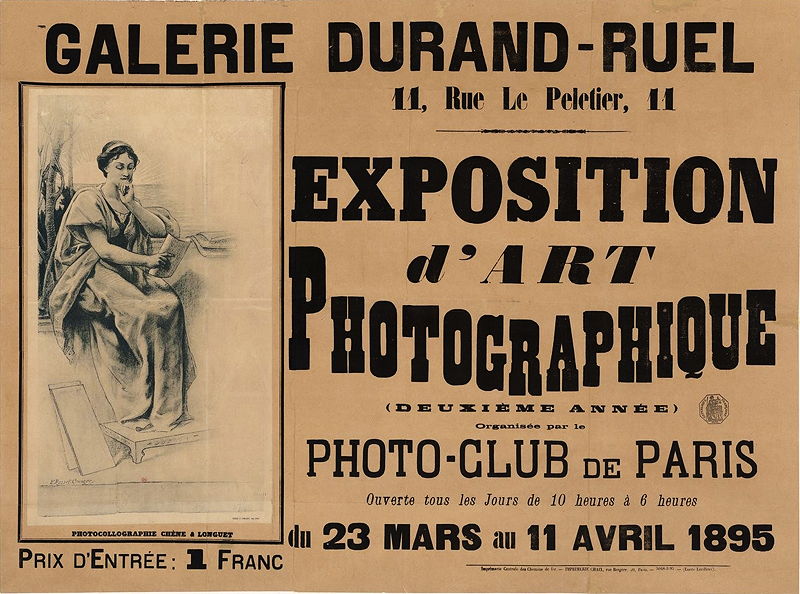 GALERIE DURAND-RUEL
11, Rue Le Peletier, 11
EXPOSITION
d'ART
PHOTOGRAPHIQUE
(DEUXIÈME ANNÉE)
Organisée par le
PHOTO-CLUB DE PARIS
Ouverte tous les Jours de 10 heures à 6 heures
du 23 MARS au 11 AVRIL 1895
PHOTOCOLLOGRAPHIE CHÊNE & LONGUET
PRIX D'ENTRÉE: 1 FRANC
Imprimerie Centrale des Chemins de fer. — IMPRIMERIE CHAIX, rue Bergère, 20, Paris. — (Encre Lorilleux).